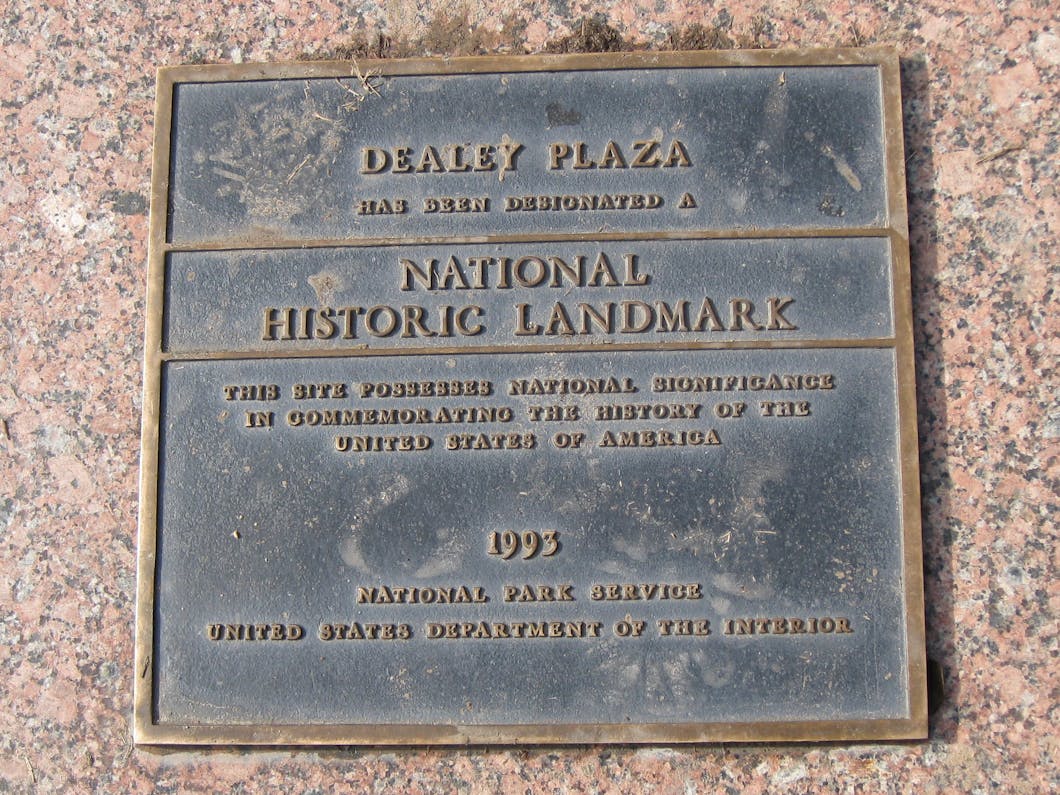 DEALEY PLAZA
HAS BEEN DESIGNATED A
NATIONAL
HISTORIC LANDMARK
THIS SITE POSSESSES NATIONAL SIGNIFICANCE
IN COMMEMORATING THE HISTORY OF THE
UNITED STATES OF AMERICA
1993
NATIONAL PARK SERVICE
UNITED STATES DEPARTMENT OF THE INTERIOR